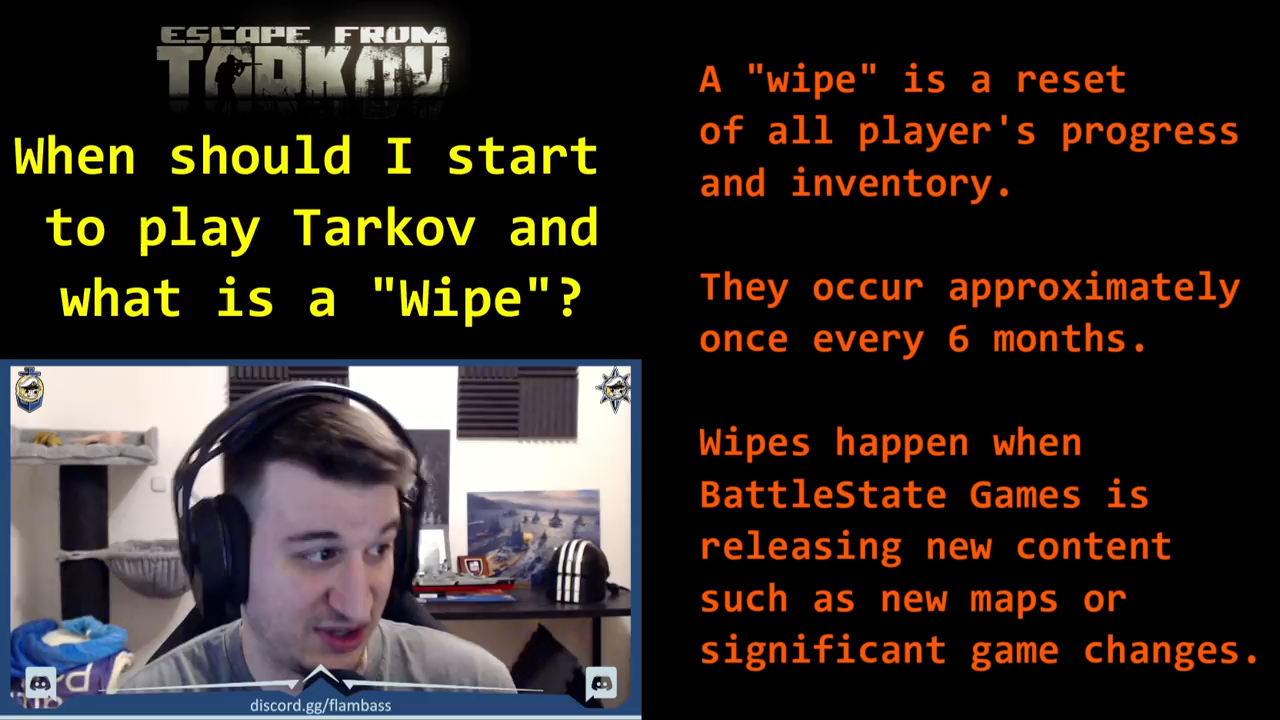 ESCAPE FROM
TARKOV
When should I start
to play Tarkov and
what is a "Wipe"?
A "wipe" is a reset
of all player's progress
and inventory.
They occur approximately
once every 6 months.
Wipes happen when
BattleState Games is
releasing new content
such as new maps or
significant game changes.
discord.gg/flambass